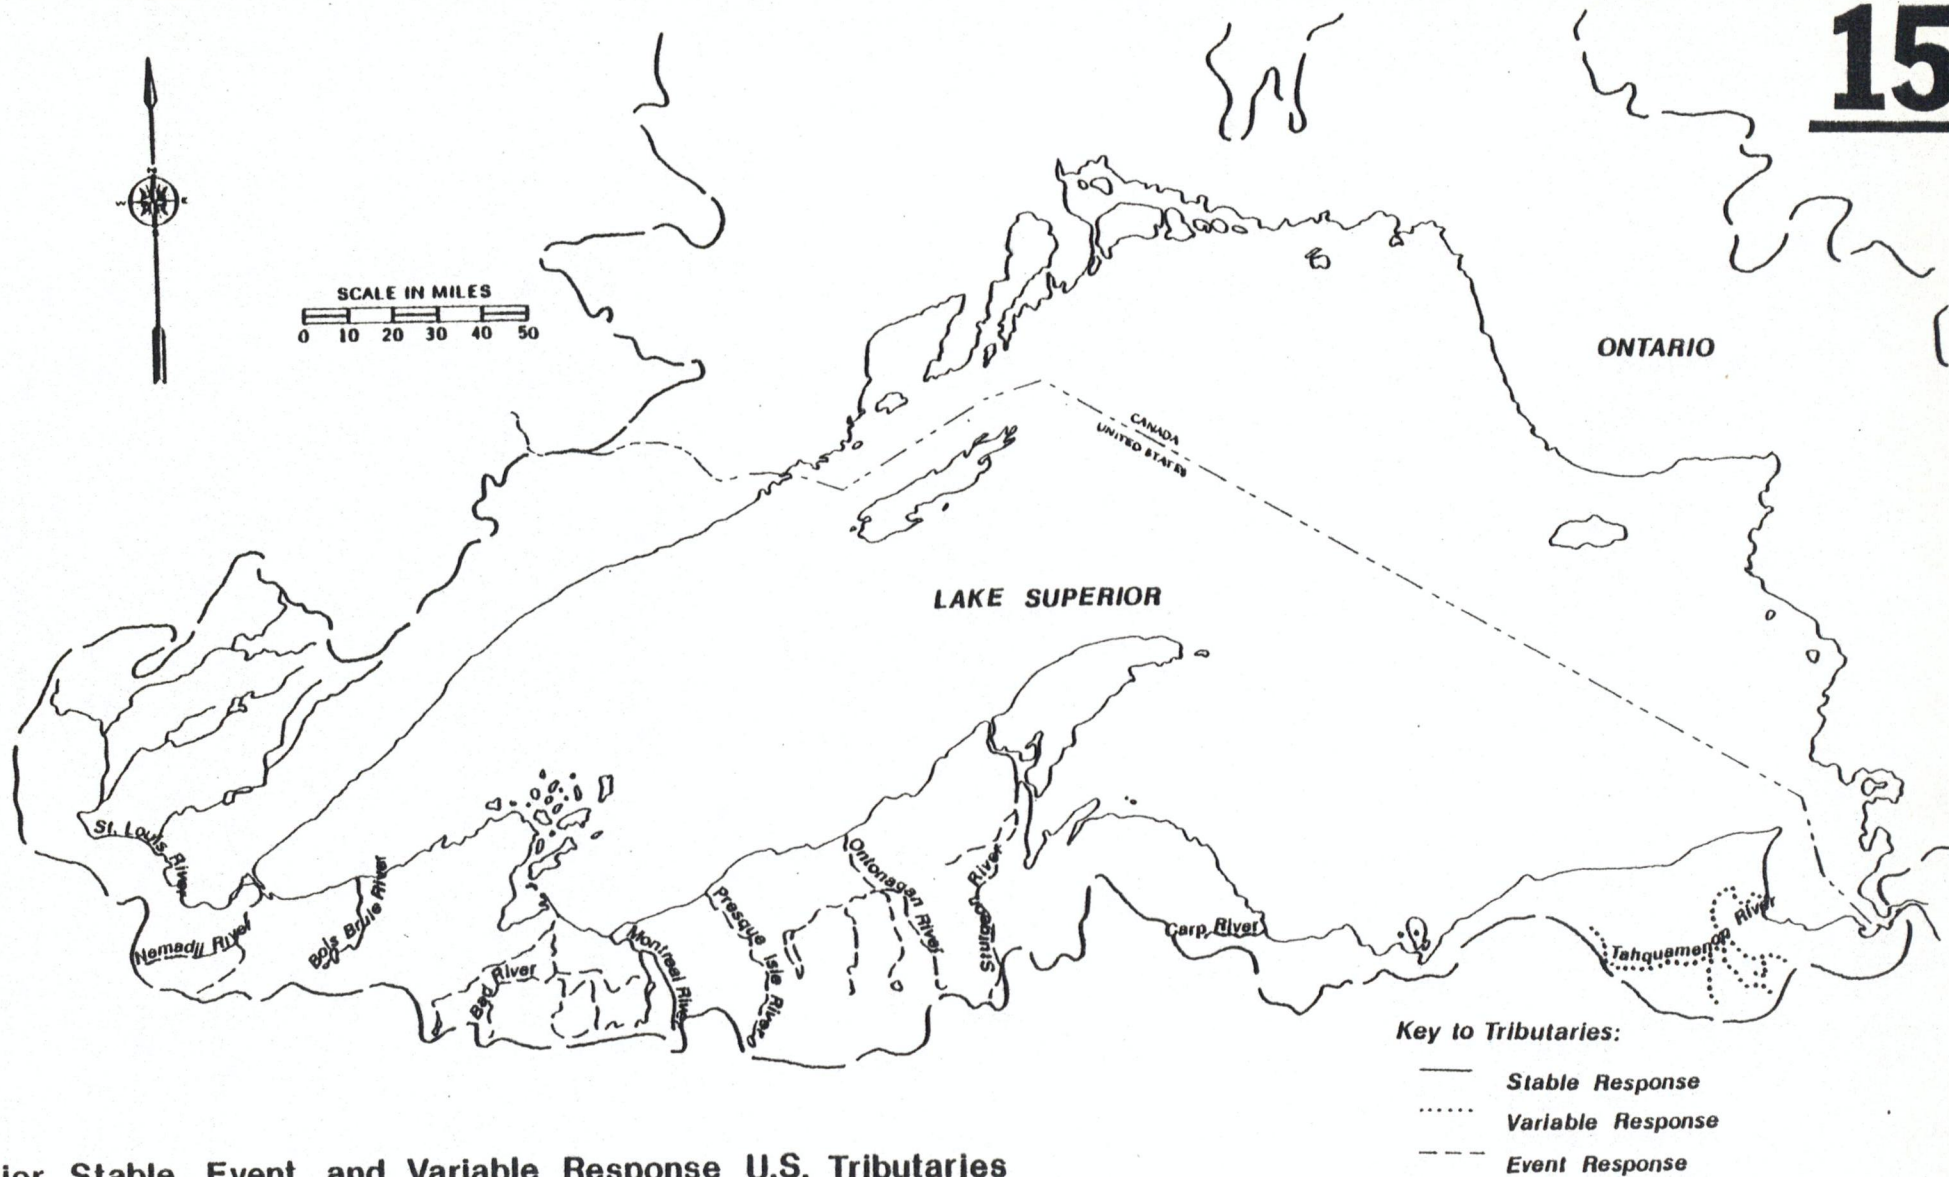 15
N
W
E
SCALE IN MILES
0 10 20 30 40 50
ONTARIO
CANADA
UNITED STATES
LAKE SUPERIOR
St. Louis River
Nemadji River
Bois Brule River
Bad River
Montreal River
Presque Isle River
Ontonagan River
Sturgeon River
Carp River
Tahquamenon River
Key to Tributaries:
Stable Response
Variable Response
Event Response
ior Stable, Event, and Variable Response U.S. Tributaries